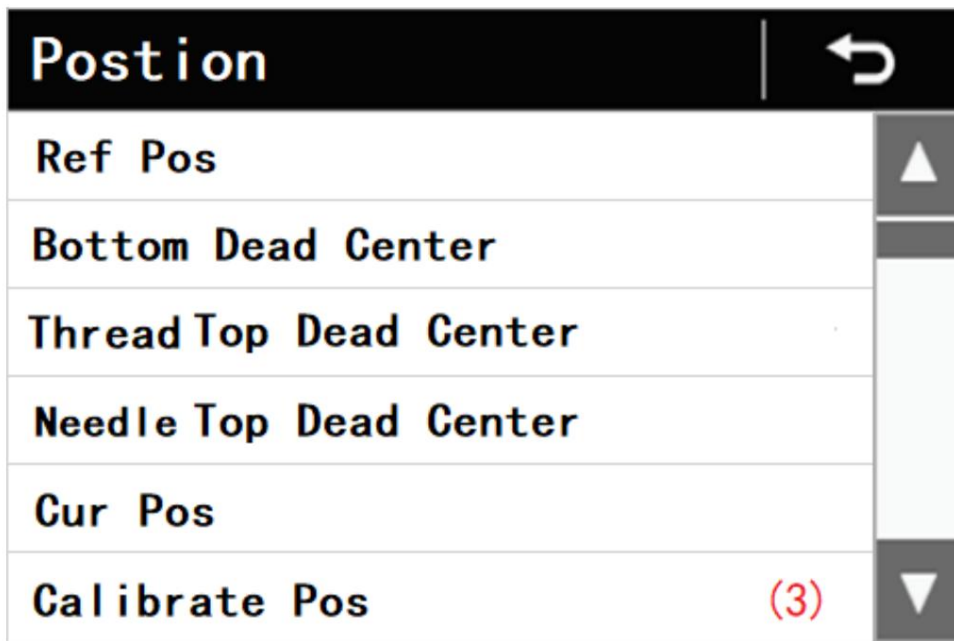 Postion
Ref Pos
Bottom Dead Center
Thread Top Dead Center
Needle Top Dead Center
Cur Pos
Calibrate Pos (3)